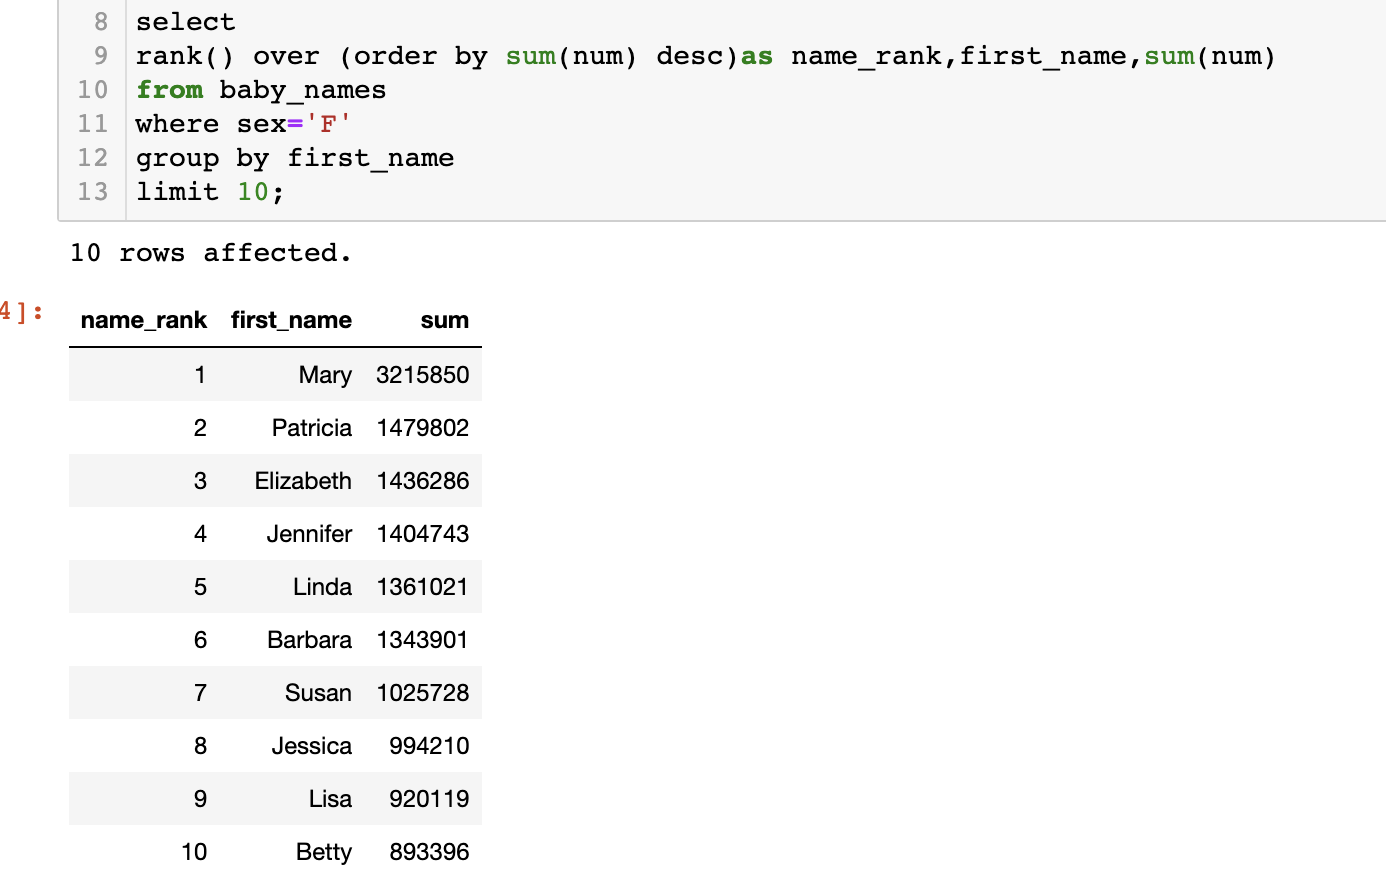 8 select
9 rank() over (order by sum(num) desc)as name_rank,first_name,sum(num)
10 from baby_names
11 where sex='F'
12 group by first_name
13 limit 10;
10 rows affected.
4]:
name_rank first_name sum
1 Mary 3215850
2 Patricia 1479802
3 Elizabeth 1436286
4 Jennifer 1404743
5 Linda 1361021
6 Barbara 1343901
7 Susan 1025728
8 Jessica 994210
9 Lisa 920119
10 Betty 893396